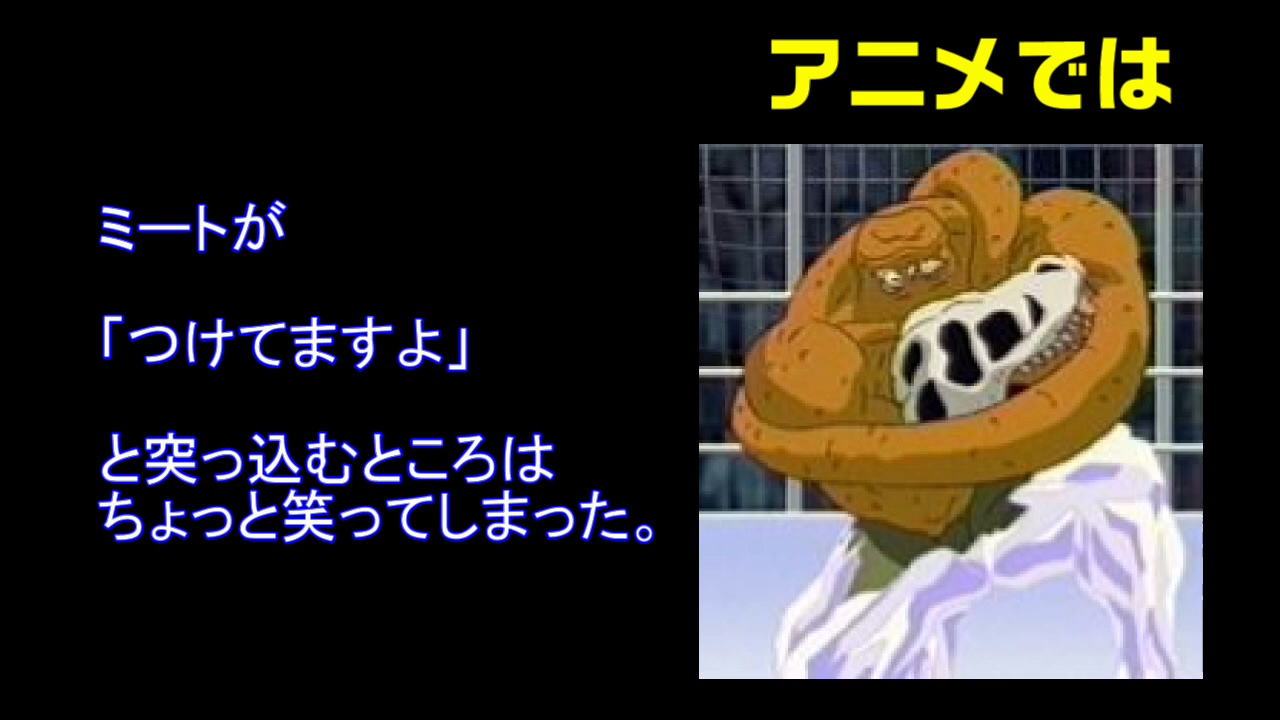 アニメでは
ミートが
「つけてますよ」
と突っ込むところは
ちょっと笑ってしまった。